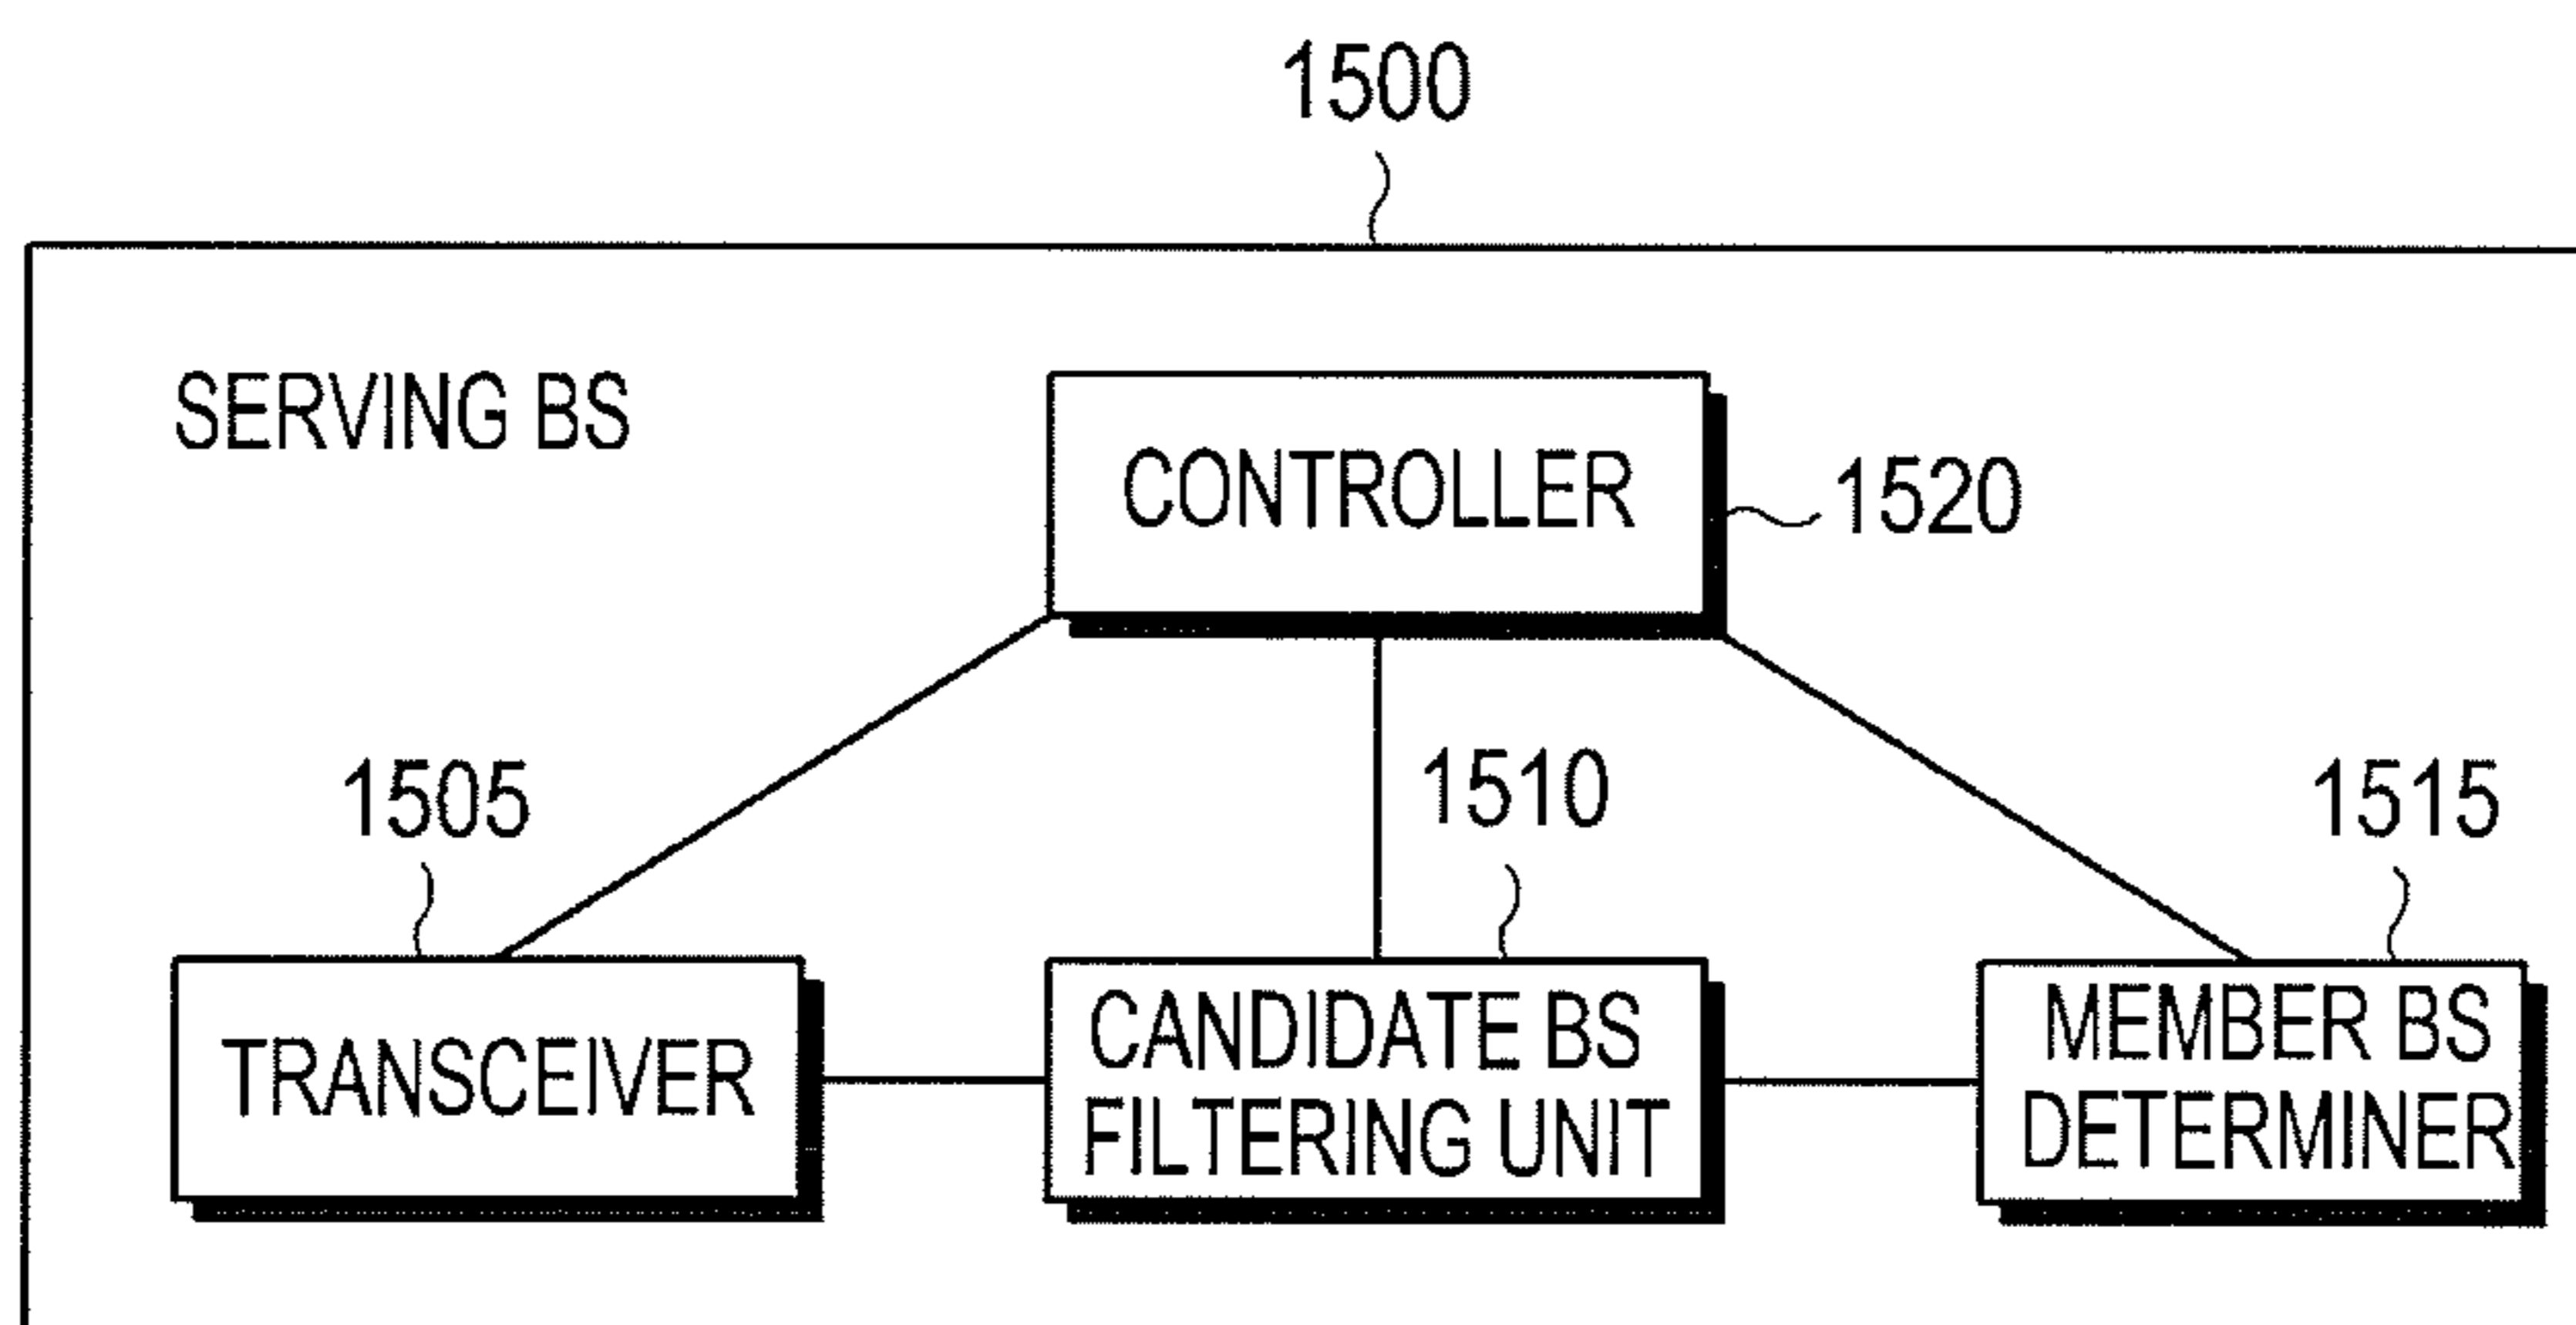 1500
SERVING BS
CONTROLLER
1520
1505
1510
1515
TRANSCEIVER
CANDIDATE BS
FILTERING UNIT
MEMBER BS
DETERMINER